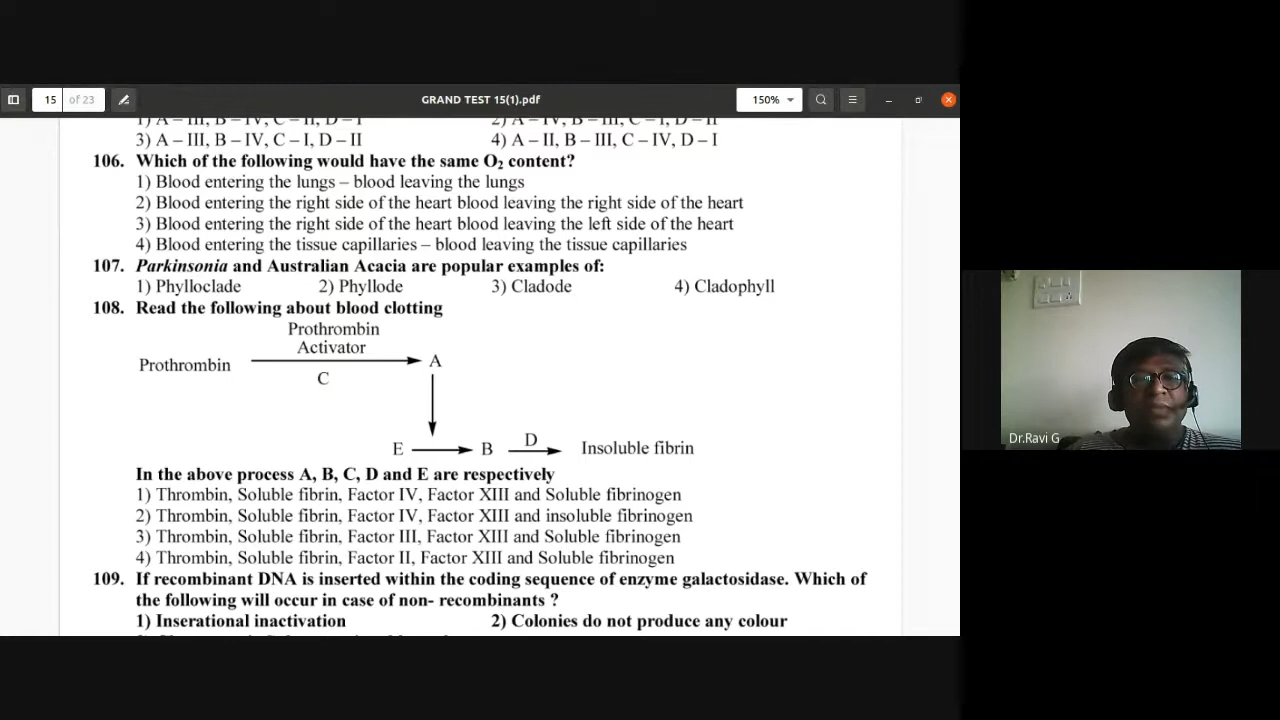 15 of 23 GRAND TEST 15(1).pdf 150%
1) A – III, B – IV, C – II, D – I 2) A – IV, B – III, C – I, D – II
3) A – III, B – IV, C – I, D – II 4) A – II, B – III, C – IV, D – I
106. Which of the following would have the same O₂ content?
1) Blood entering the lungs – blood leaving the lungs
2) Blood entering the right side of the heart blood leaving the right side of the heart
3) Blood entering the right side of the heart blood leaving the left side of the heart
4) Blood entering the tissue capillaries – blood leaving the tissue capillaries
107. Parkinsonia and Australian Acacia are popular examples of:
1) Phylloclade 2) Phyllode 3) Cladode 4) Cladophyll
108. Read the following about blood clotting
Prothrombin
Activator
Prothrombin A
C
E B D Insoluble fibrin
In the above process A, B, C, D and E are respectively
1) Thrombin, Soluble fibrin, Factor IV, Factor XIII and Soluble fibrinogen
2) Thrombin, Soluble fibrin, Factor IV, Factor XIII and insoluble fibrinogen
3) Thrombin, Soluble fibrin, Factor III, Factor XIII and Soluble fibrinogen
4) Thrombin, Soluble fibrin, Factor II, Factor XIII and Soluble fibrinogen
109. If recombinant DNA is inserted within the coding sequence of enzyme galactosidase. Which of
the following will occur in case of non- recombinants ?
1) Inserational inactivation 2) Colonies do not produce any colour
Dr.Ravi G